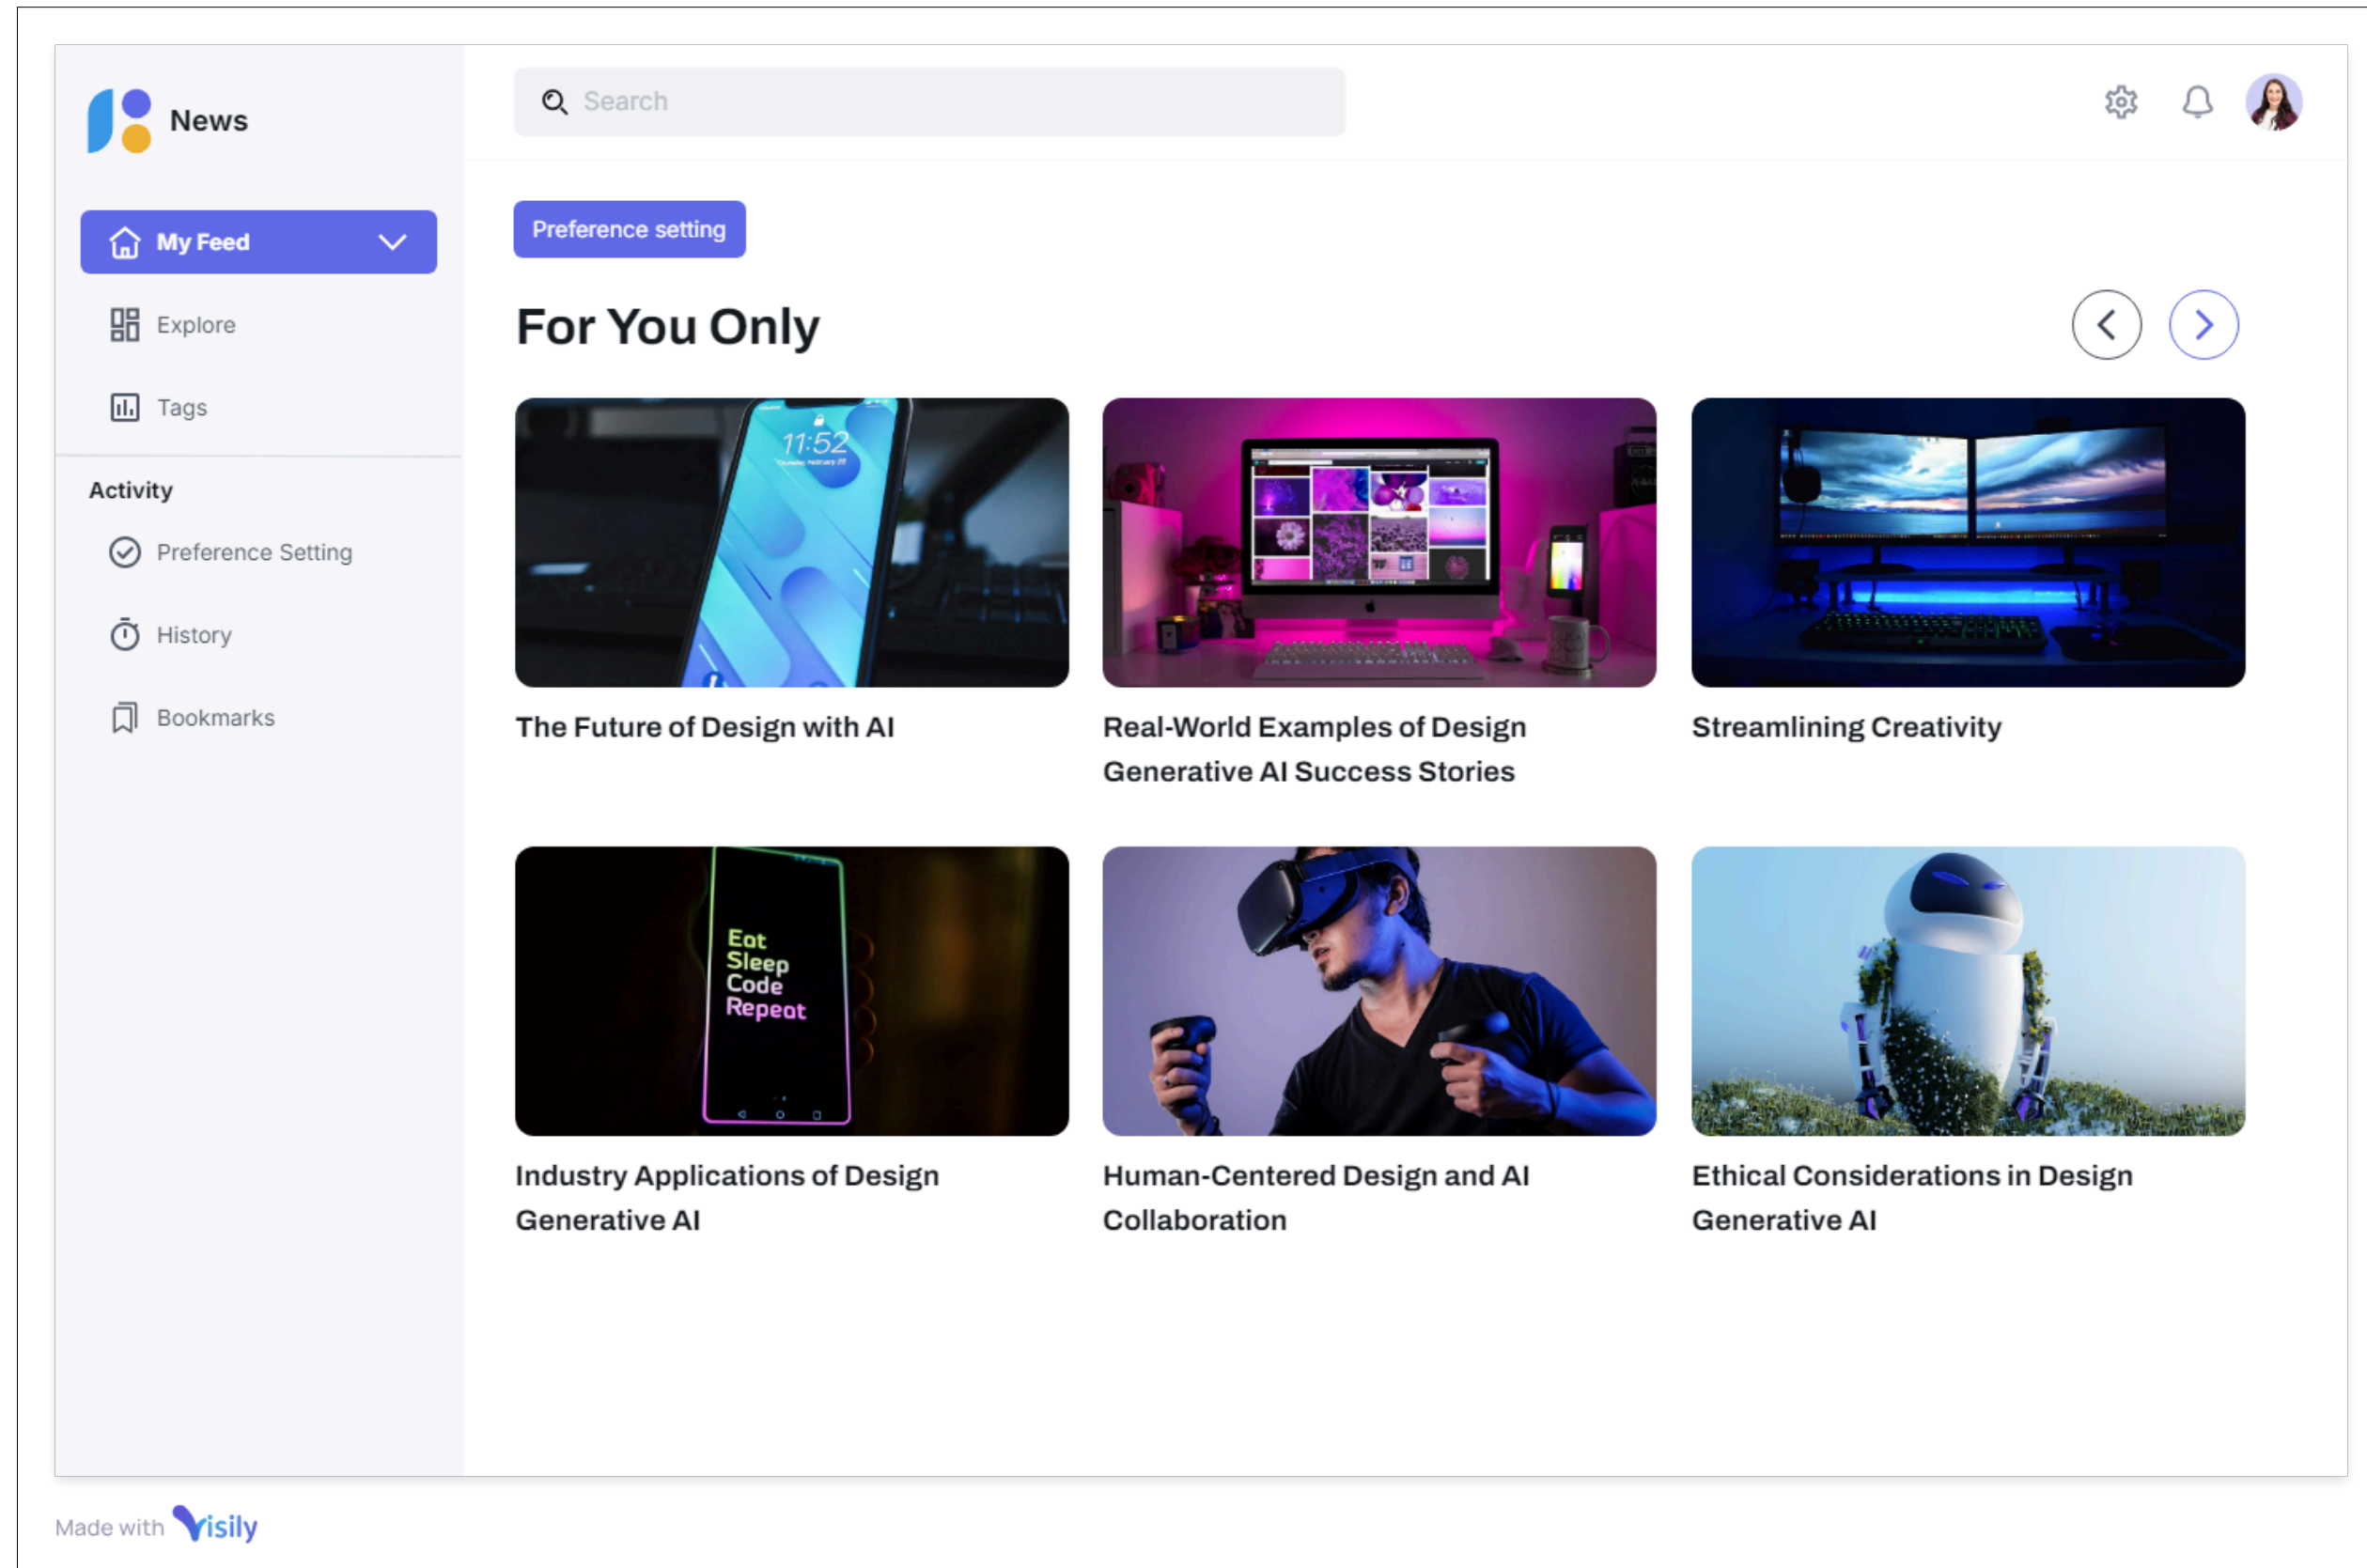 News
Search
My Feed
Explore
Tags
Activity
Preference Setting
History
Bookmarks
Preference setting
For You Only
11:52
Thursday, February 28
The Future of Design with AI
Real-World Examples of Design
Generative AI Success Stories
Streamlining Creativity
Eat
Sleep
Code
Repeat
Industry Applications of Design
Generative AI
Human-Centered Design and AI
Collaboration
Ethical Considerations in Design
Generative AI
Made with Visily